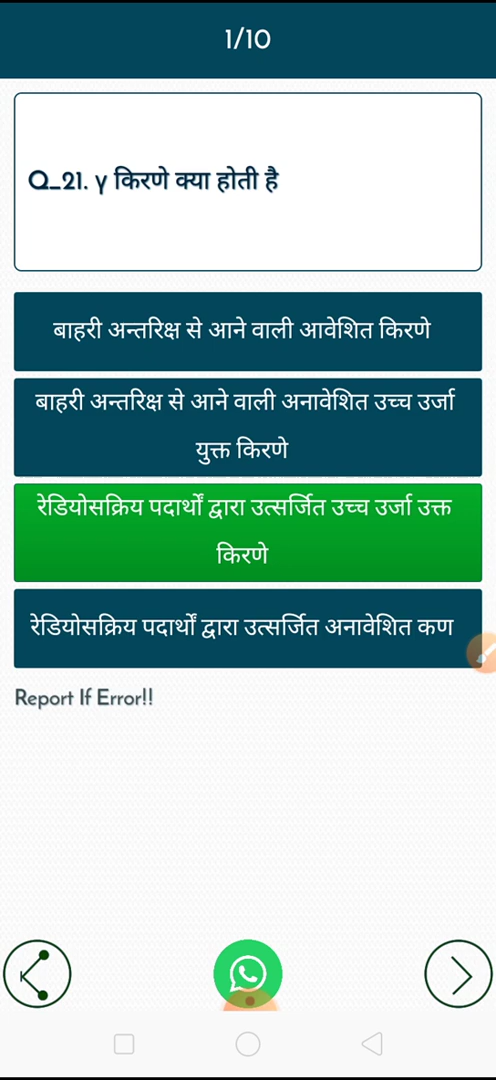 1/10
Q_21. γ किरणे क्या होती है
बाहरी अन्तरिक्ष से आने वाली आवेशित किरणे
बाहरी अन्तरिक्ष से आने वाली अनावेशित उच्च उर्जा
युक्त किरणे
रेडियोसक्रिय पदार्थों द्वारा उत्सर्जित उच्च उर्जा उक्त
किरणे
रेडियोसक्रिय पदार्थों द्वारा उत्सर्जित अनावेशित कण
Report If Error!!